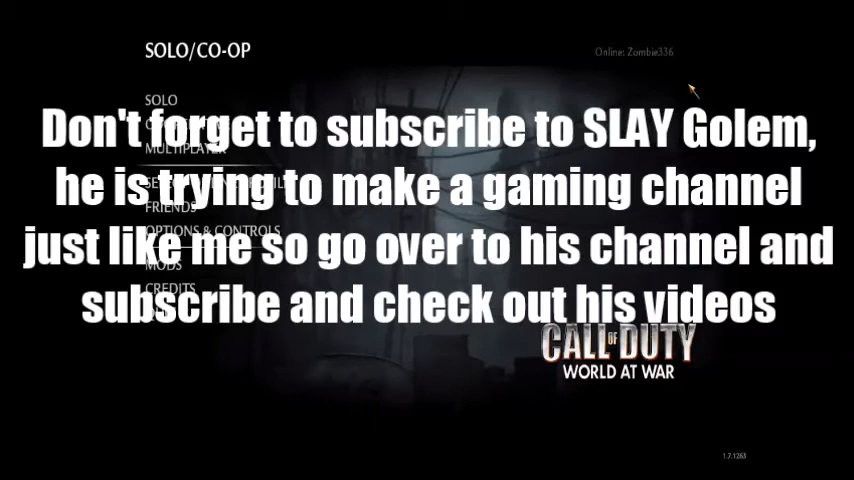 SOLO/CO-OP
Online: Zombie336
SOLO
Don't forget to subscribe to SLAY Golem,
MULTIPLAYER
he is trying to make a gaming channel
FRIENDS
OPTIONS & CONTROLS
just like me so go over to his channel and
MODS
CREDITS
subscribe and check out his videos
CALL OF DUTY
WORLD AT WAR
1.7.1263